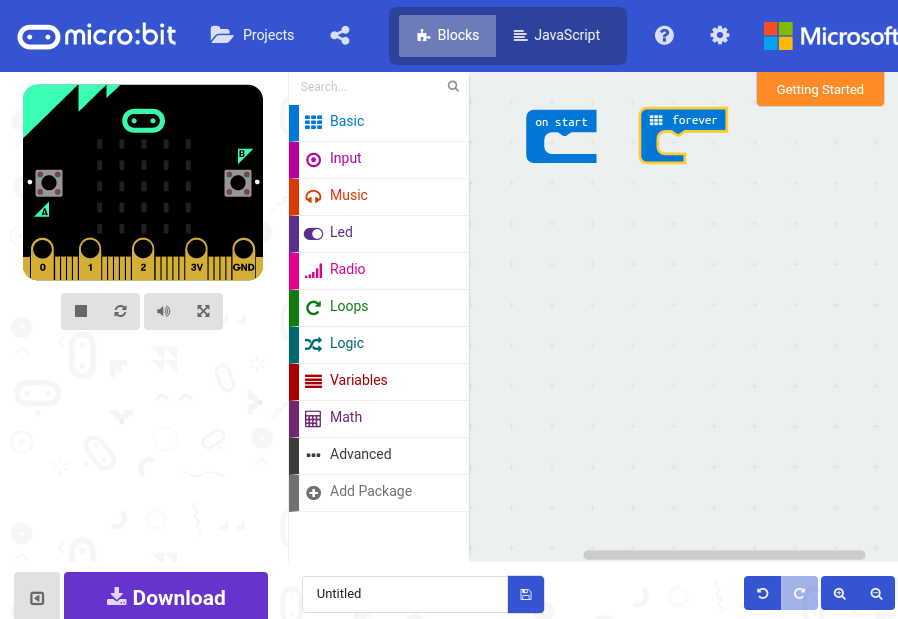 micro:bit
Projects
Blocks
JavaScript
Microsoft
Getting Started
Search...
Basic
Input
Music
Led
Radio
Loops
Logic
Variables
Math
Advanced
Add Package
B
A
0 1 2 3V GND
on start
forever
Download
Untitled